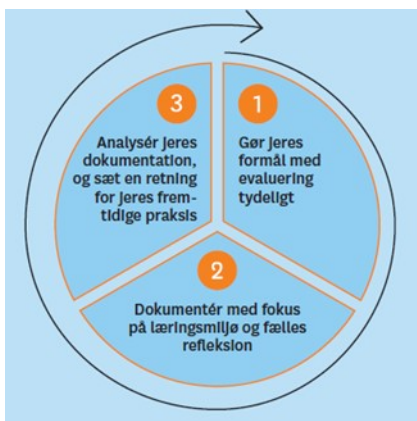 1
Gør jeres
formål med
evaluering
tydeligt
2
Dokumentér med fokus
på læringsmiljø og fælles
refleksion
3
Analysér jeres
dokumentation,
og sæt en retning
for jeres frem-
tidige praksis